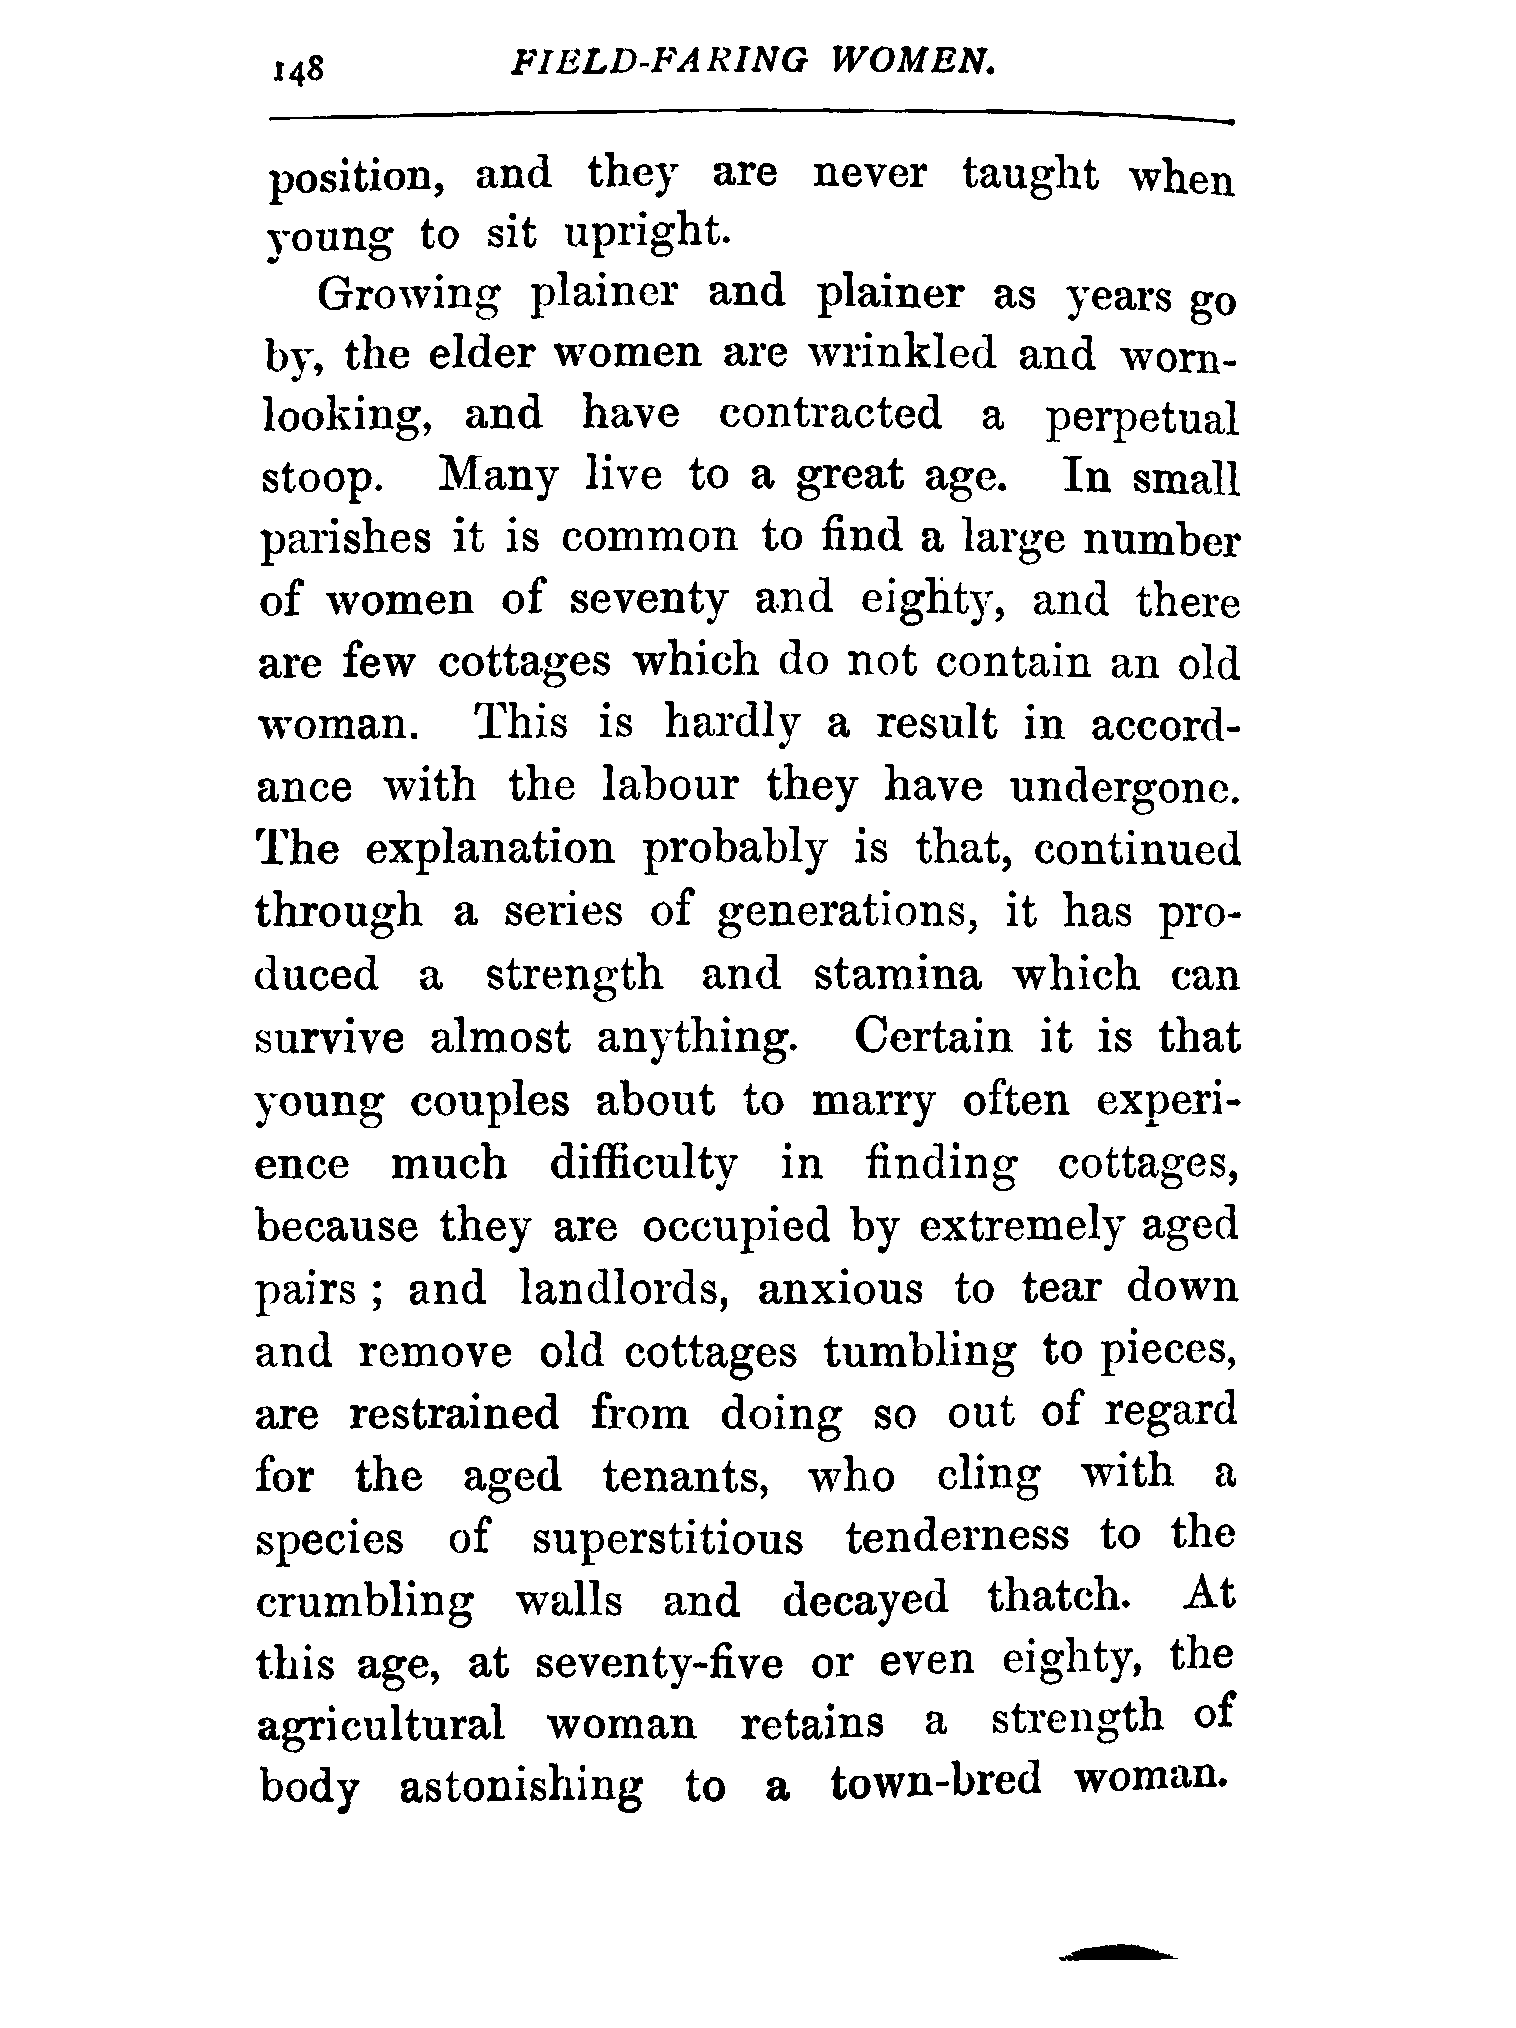 148 FIELD-FARING WOMEN.
position, and they are never taught when
young to sit upright.
Growing plainer and plainer as years go
by, the elder women are wrinkled and worn-
looking, and have contracted a perpetual
stoop. Many live to a great age. In small
parishes it is common to find a large number
of women of seventy and eighty, and there
are few cottages which do not contain an old
woman. This is hardly a result in accord-
ance with the labour they have undergone.
The explanation probably is that, continued
through a series of generations, it has pro-
duced a strength and stamina which can
survive almost anything. Certain it is that
young couples about to marry often experi-
ence much difficulty in finding cottages,
because they are occupied by extremely aged
pairs ; and landlords, anxious to tear down
and remove old cottages tumbling to pieces,
are restrained from doing so out of regard
for the aged tenants, who cling with a
species of superstitious tenderness to the
crumbling walls and decayed thatch. At
this age, at seventy-five or even eighty, the
agricultural woman retains a strength of
body astonishing to a town-bred woman.